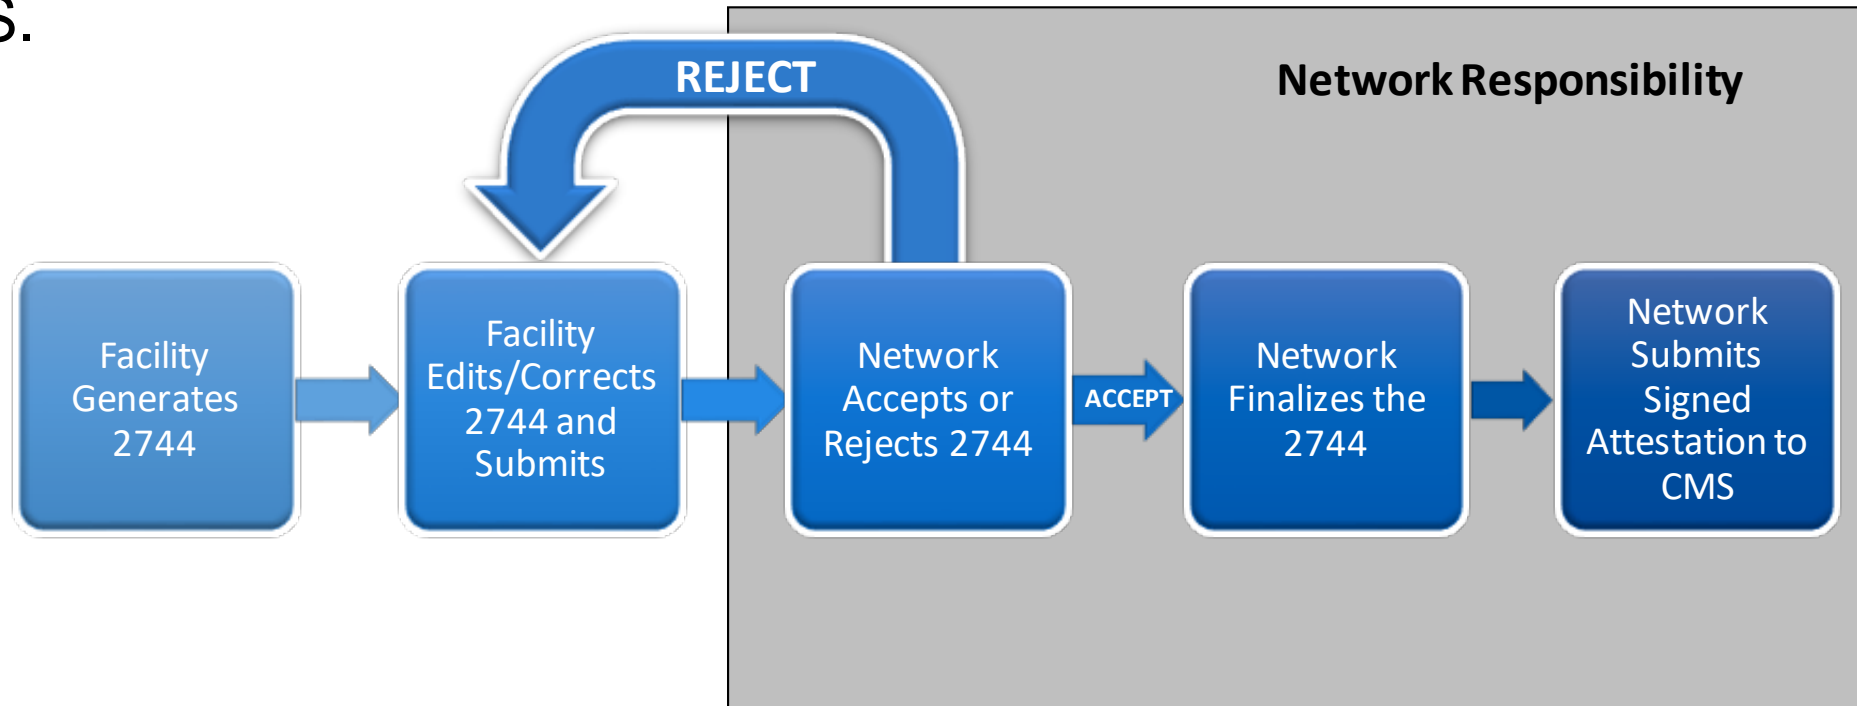 s.
REJECT
Network Responsibility
Facility
Generates
2744
Facility
Edits/Corrects
2744 and
Submits
Network
Accepts or
Rejects 2744
ACCEPT
Network
Finalizes the
2744
Network
Submits
Signed
Attestation to
CMS